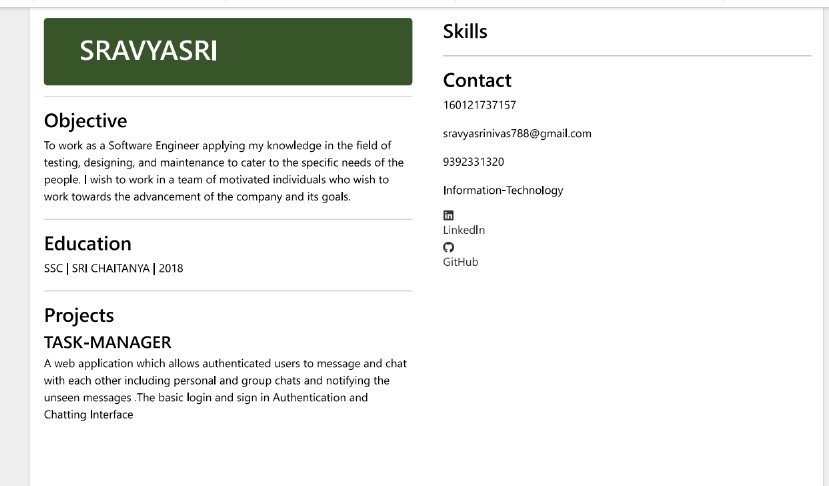 SRAVYASRI
Objective
To work as a Software Engineer applying my knowledge in the field of
testing, designing, and maintenance to cater to the specific needs of the
people. I wish to work in a team of motivated individuals who wish to
work towards the advancement of the company and its goals.
Education
SSC | SRI CHAITANYA | 2018
Projects
TASK-MANAGER
A web application which allows authenticated users to message and chat
with each other including personal and group chats and notifying the
unseen messages .The basic login and sign in Authentication and
Chatting Interface
Skills
Contact
160121737157
sravyasrinivas788@gmail.com
9392331320
Information-Technology
LinkedIn
GitHub